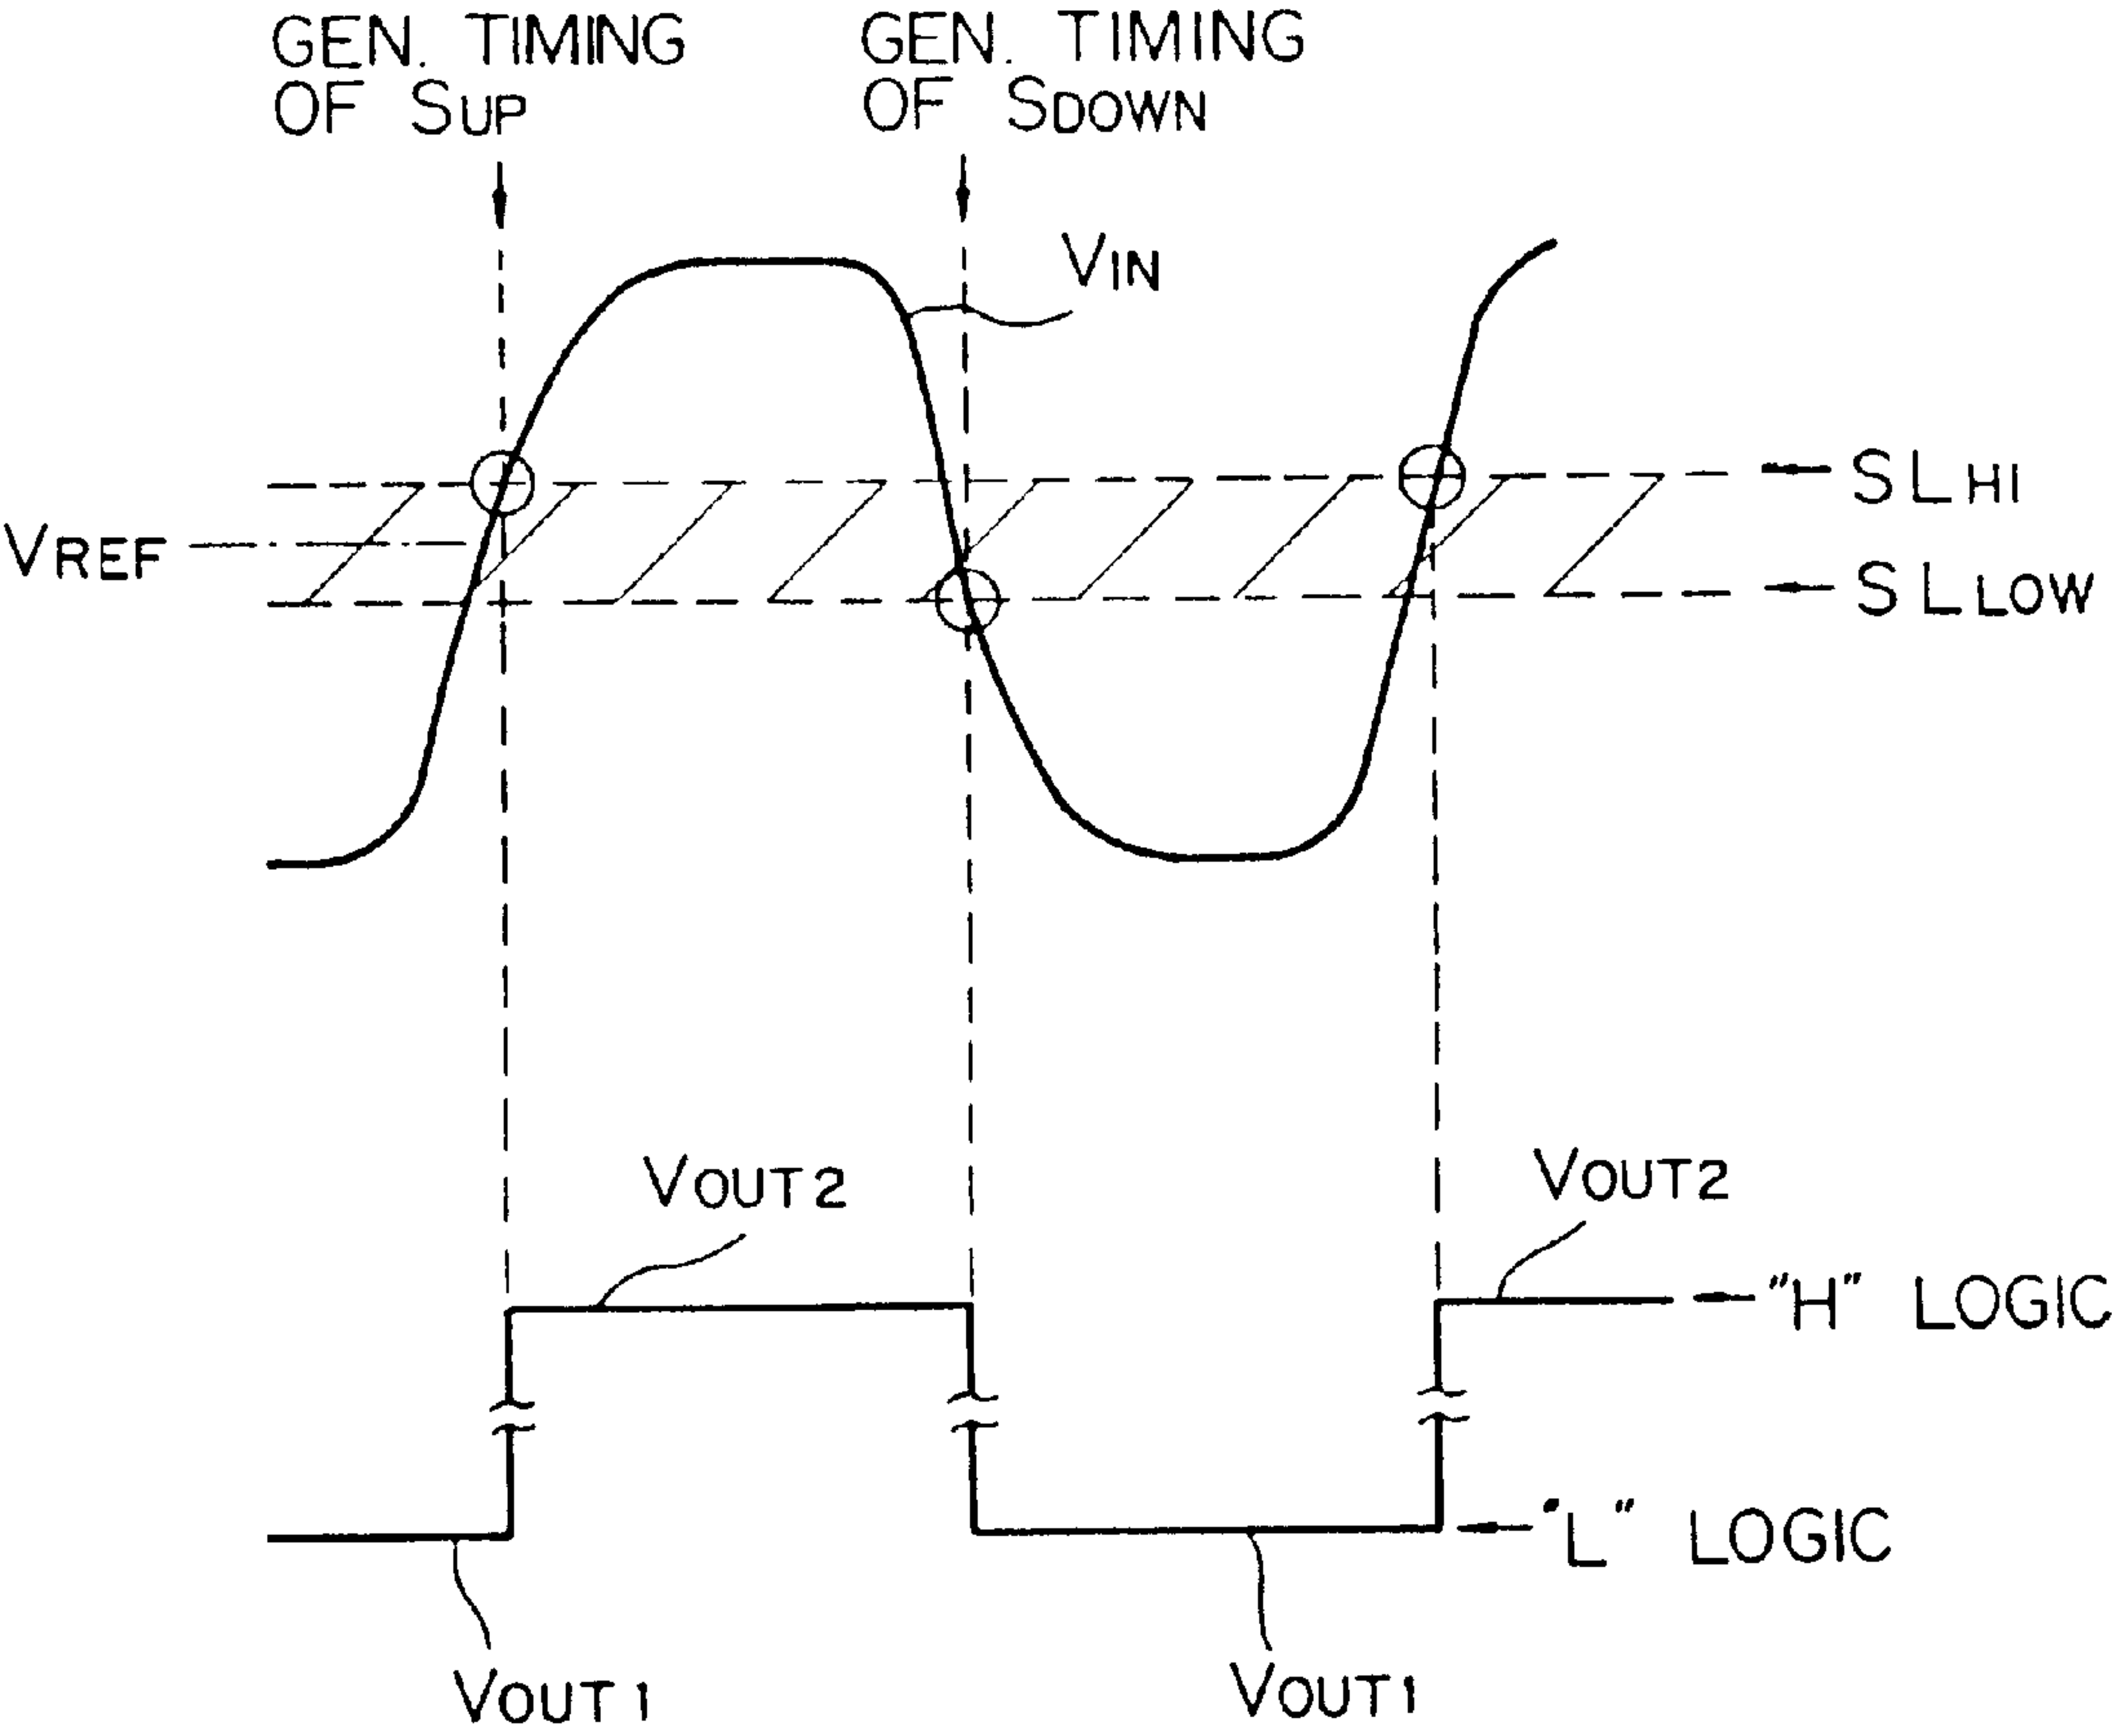 GEN. TIMING
OF SUP
GEN. TIMING
OF SDOWN
VIN
SLHI
VREF
SLLOW
VOUT2
VOUT2
"H" LOGIC
"L" LOGIC
VOUT1
VOUT1